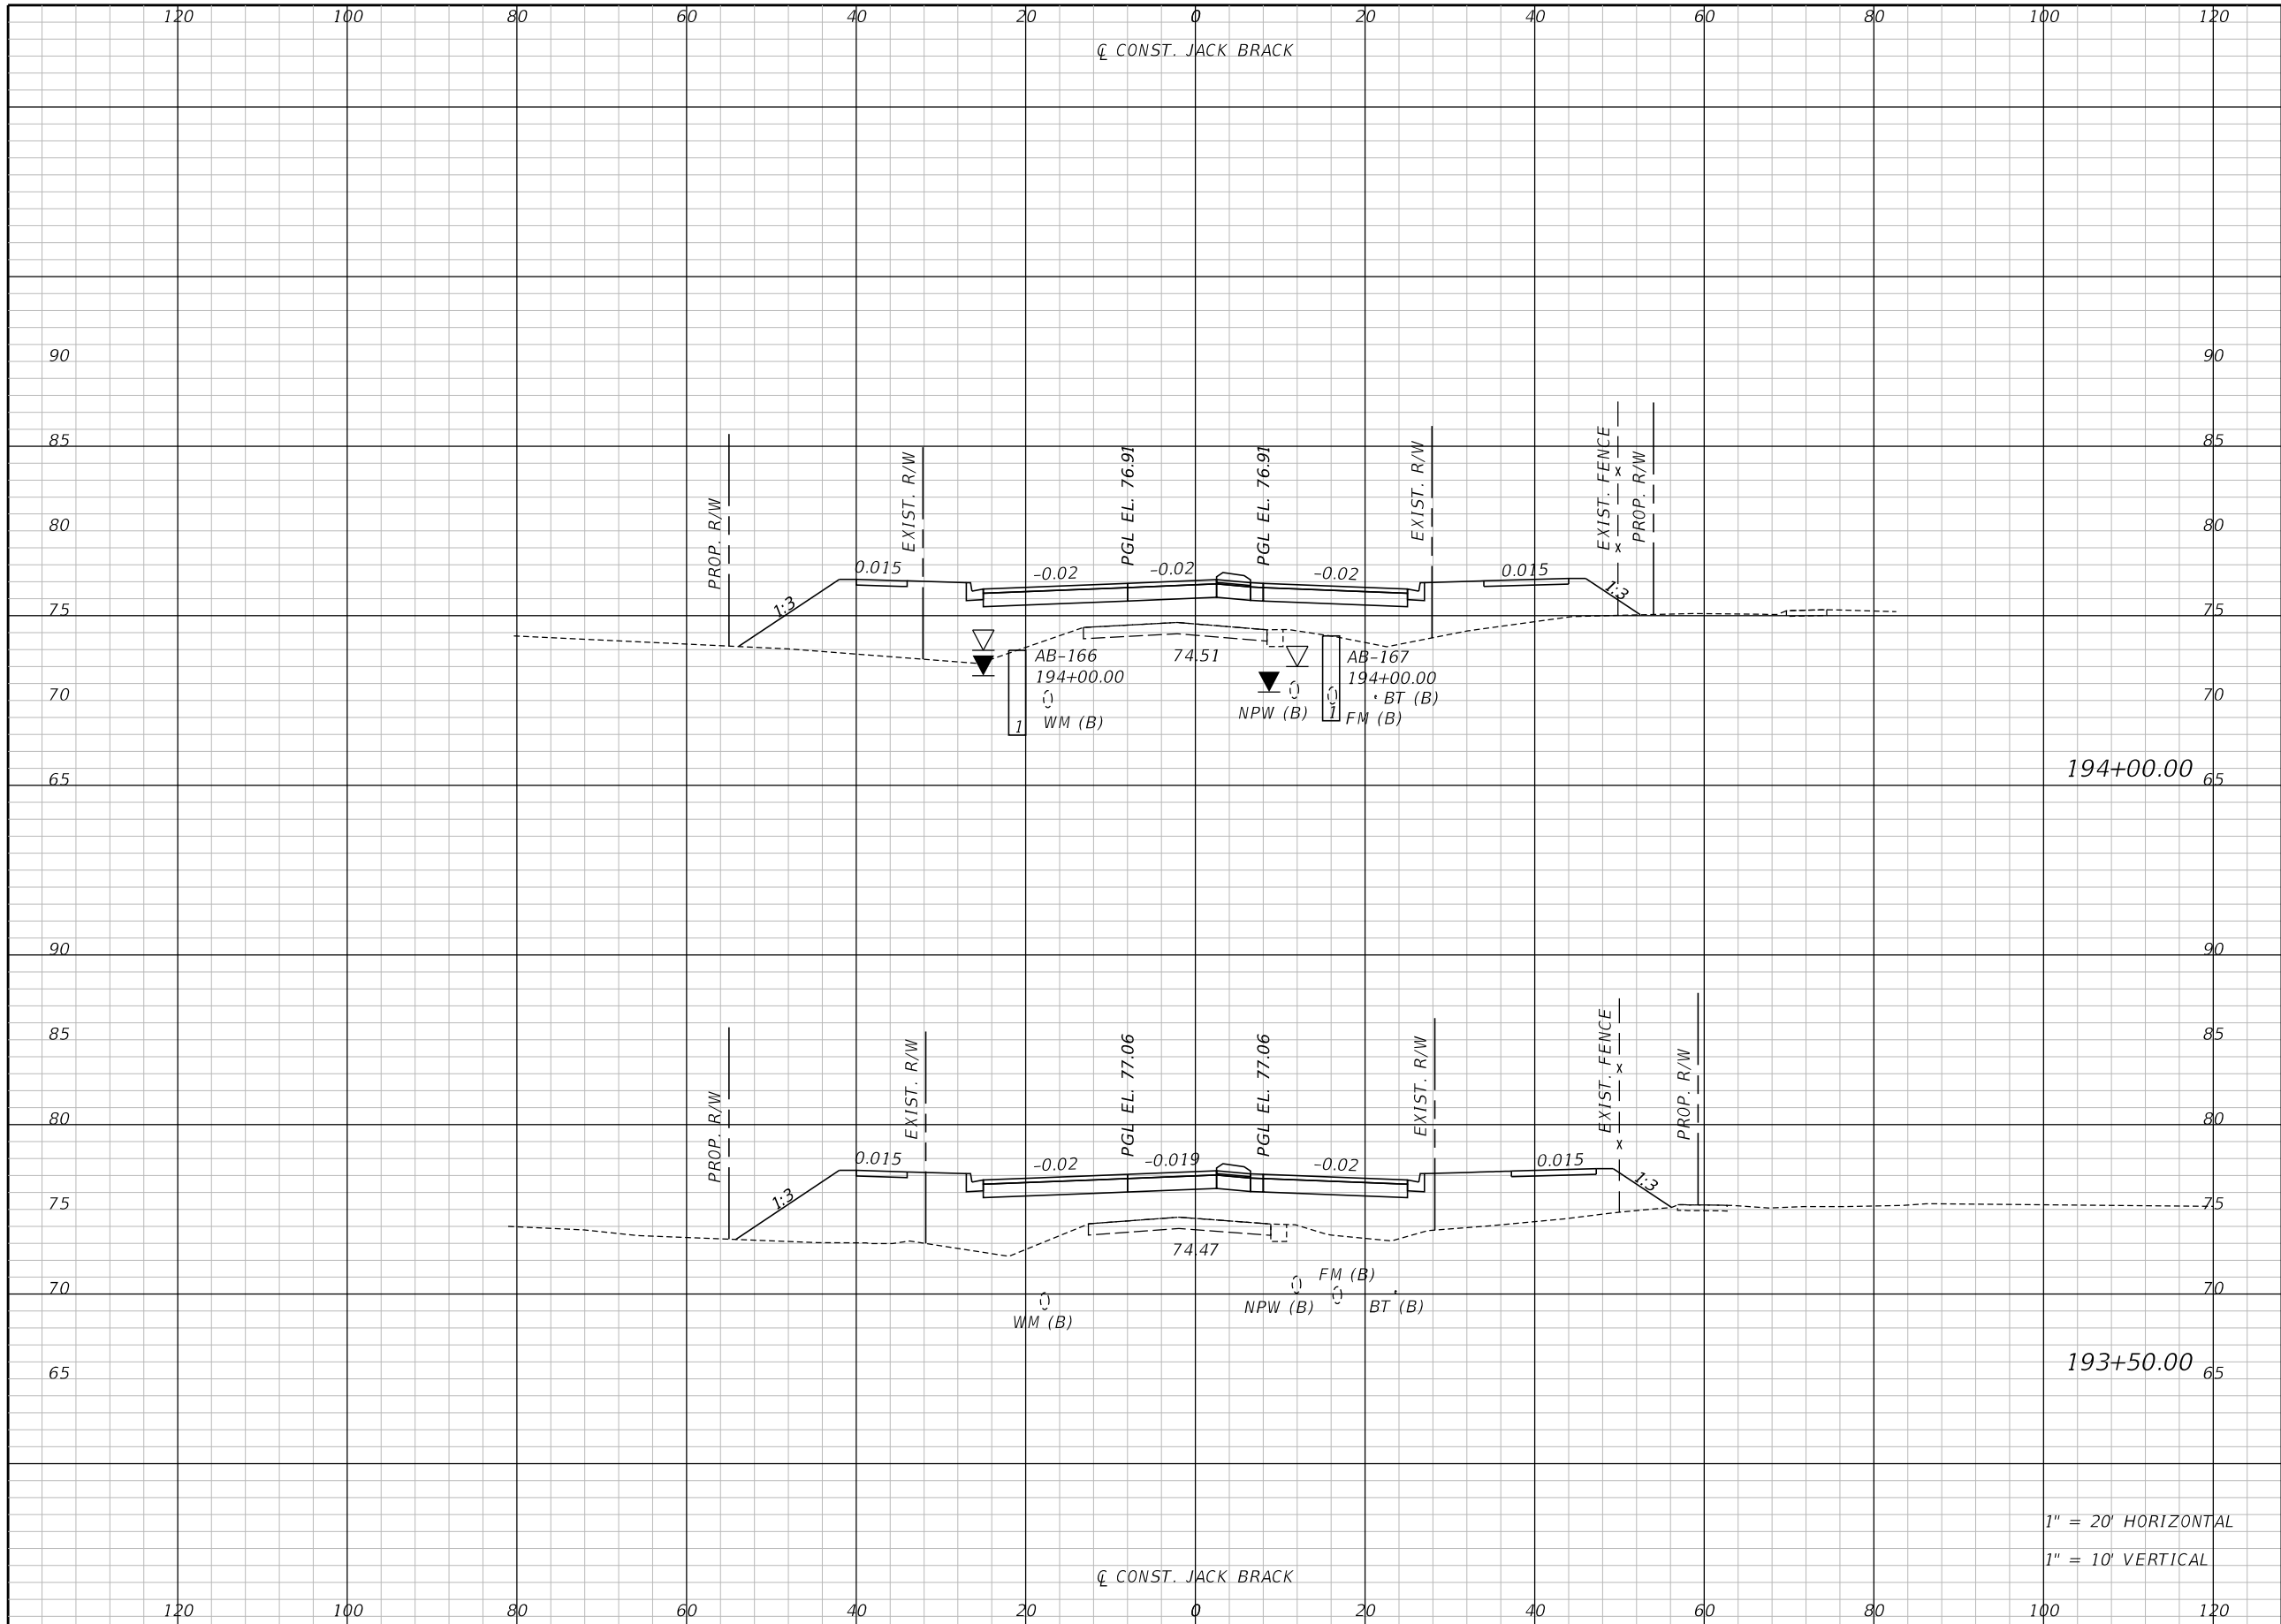 120 100 80 60 40 20 0 20 40 60 80 100 120
℄ CONST. JACK BRACK
90 90
85 85
80 80
75 75
70 70
65 65
PROP. R/W
EXIST. R/W
PGL EL. 76.91
PGL EL. 76.91
EXIST. R/W
EXIST. FENCE
PROP. R/W
x
x
1:3
0.015
-0.02
-0.02
-0.02
0.015
1:3
74.51
AB-166
194+00.00
WM (B)
1
NPW (B)
AB-167
194+00.00
BT (B)
FM (B)
1
194+00.00
90 90
85 85
80 80
75 75
70 70
65 65
PROP. R/W
EXIST. R/W
PGL EL. 77.06
PGL EL. 77.06
EXIST. R/W
EXIST. FENCE
PROP. R/W
x
x
1:3
0.015
-0.02
-0.019
-0.02
0.015
1:3
74.47
WM (B)
NPW (B)
FM (B)
BT (B)
193+50.00
1" = 20' HORIZONTAL
1" = 10' VERTICAL
℄ CONST. JACK BRACK
120 100 80 60 40 20 0 20 40 60 80 100 120